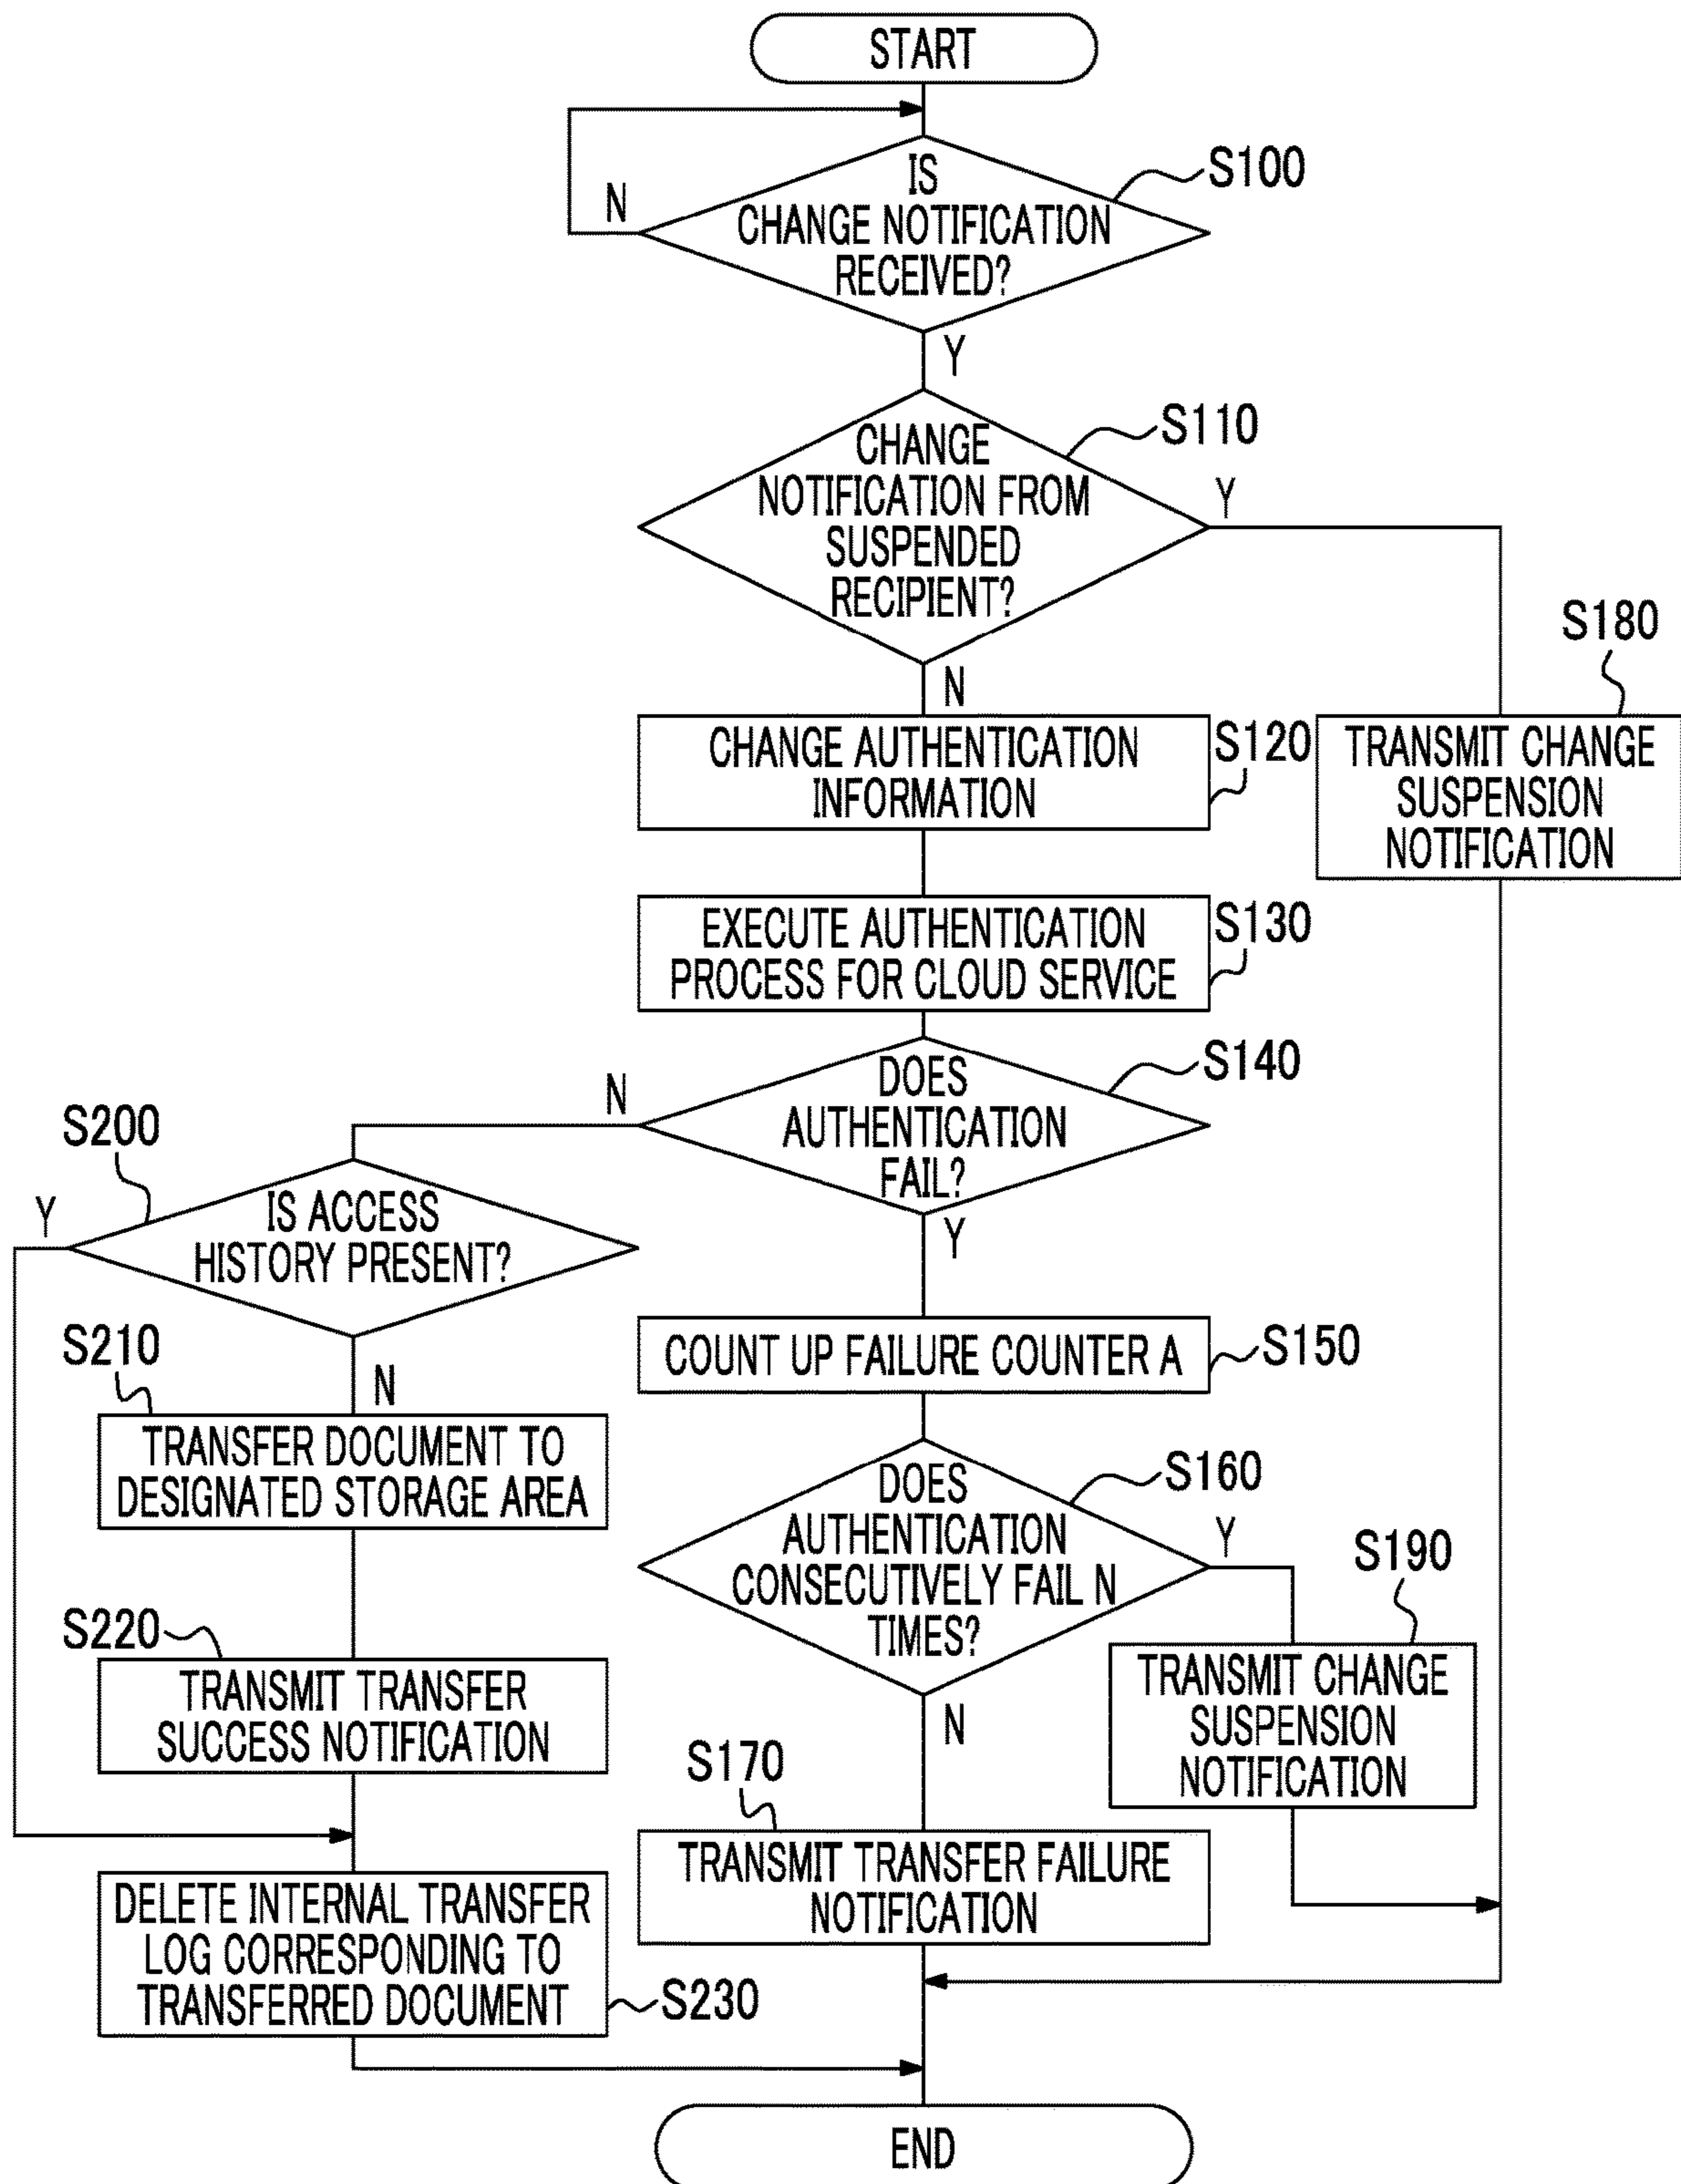 START
IS
CHANGE NOTIFICATION
RECEIVED?
S100
N
Y
CHANGE
NOTIFICATION FROM
SUSPENDED
RECIPIENT?
S110
Y
N
CHANGE AUTHENTICATION
INFORMATION
S120
S180
TRANSMIT CHANGE
SUSPENSION
NOTIFICATION
EXECUTE AUTHENTICATION
PROCESS FOR CLOUD SERVICE
S130
DOES
AUTHENTICATION
FAIL?
S140
N
Y
S200
IS ACCESS
HISTORY PRESENT?
Y
N
S210
TRANSFER DOCUMENT TO
DESIGNATED STORAGE AREA
S220
TRANSMIT TRANSFER
SUCCESS NOTIFICATION
DELETE INTERNAL TRANSFER
LOG CORRESPONDING TO
TRANSFERRED DOCUMENT
S230
COUNT UP FAILURE COUNTER A
S150
DOES
AUTHENTICATION
CONSECUTIVELY FAIL N
TIMES?
S160
Y
N
S190
TRANSMIT CHANGE
SUSPENSION
NOTIFICATION
S170
TRANSMIT TRANSFER FAILURE
NOTIFICATION
END